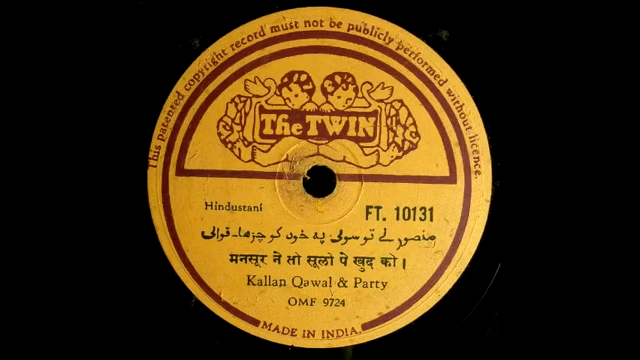 This patented copyright record must not be publicly performed without licence.
The TWIN
Hindustani
FT. 10131
منصور نے تو سولی پہ خود کو چڑھا۔ قوالی
मनसूर ने तो सूलो पे खुद को।
Kallan Qawal & Party
OMF 9724
MADE IN INDIA.